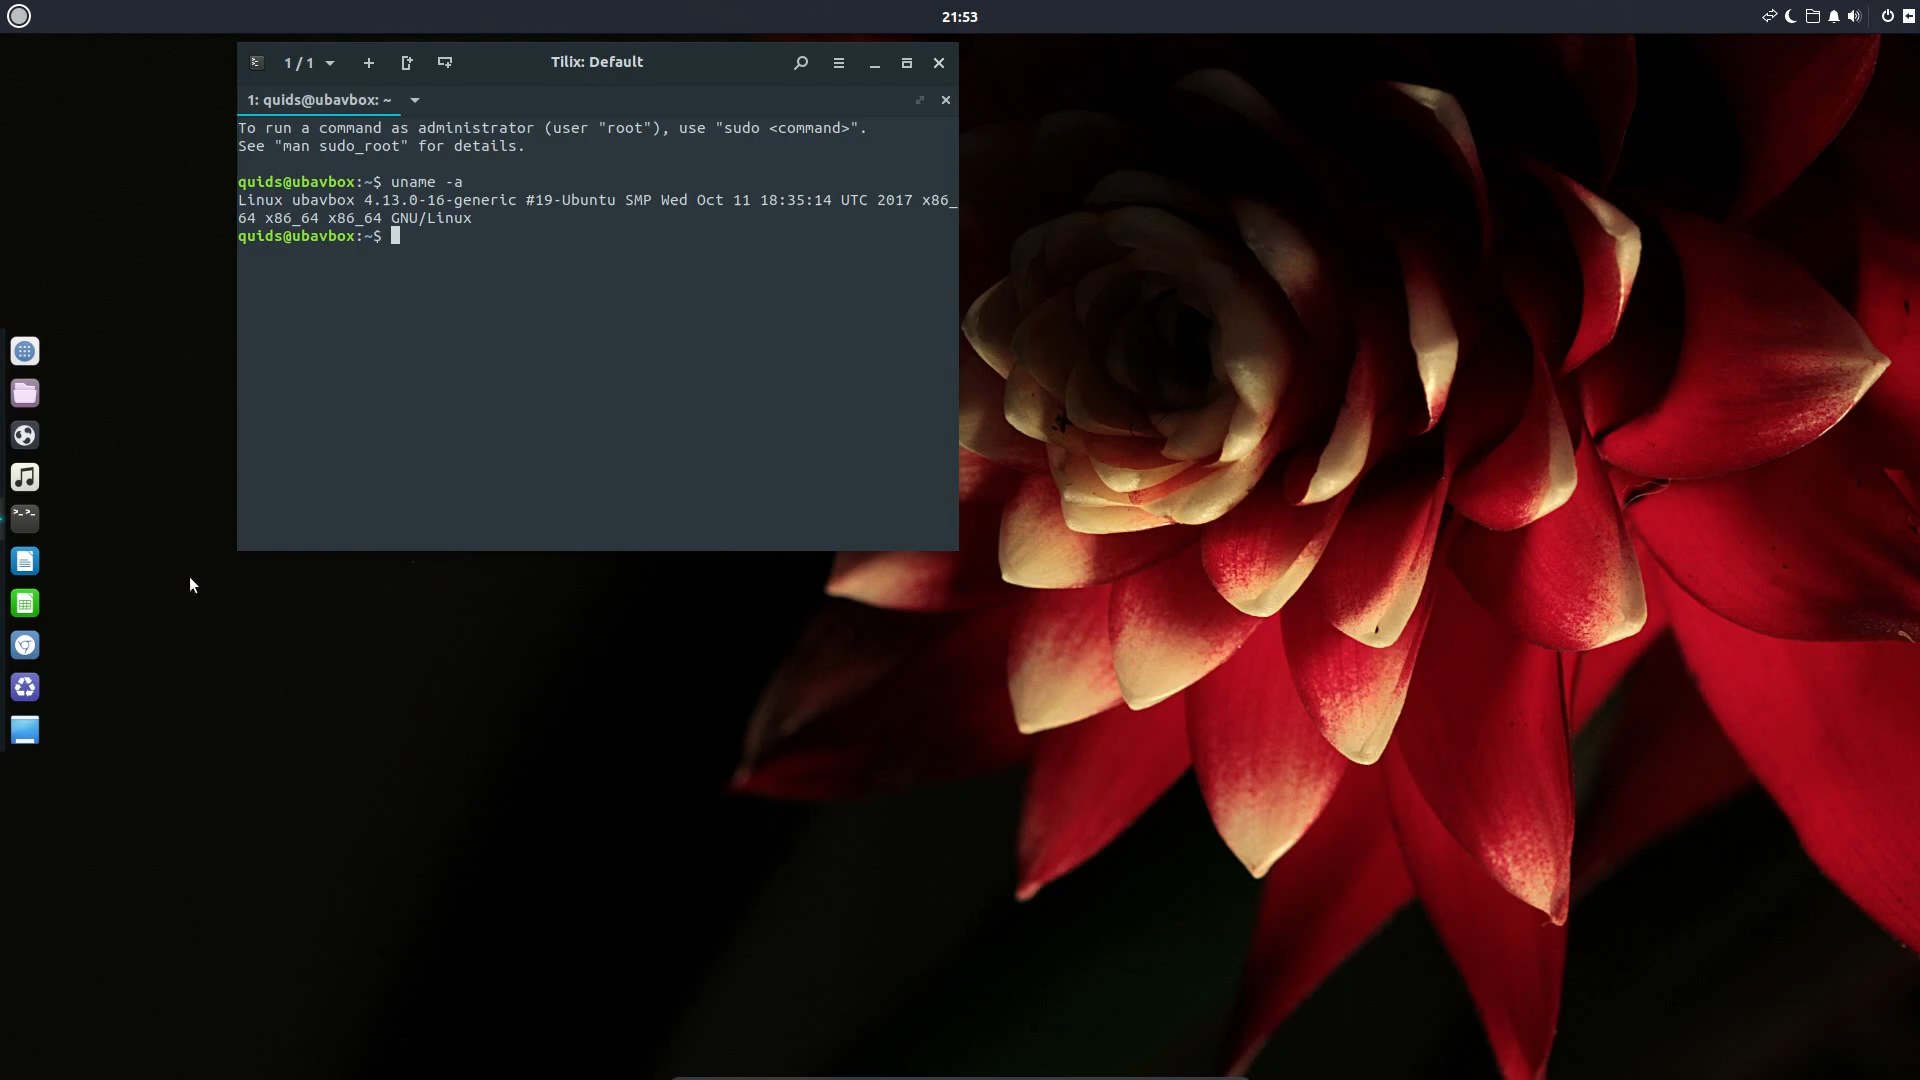 21:53
1 / 1
Tilix: Default
1: quids@ubavbox: ~
To run a command as administrator (user "root"), use "sudo <command>".
See "man sudo_root" for details.
quids@ubavbox:~$ uname -a
Linux ubavbox 4.13.0-16-generic #19-Ubuntu SMP Wed Oct 11 18:35:14 UTC 2017 x86_
64 x86_64 x86_64 GNU/Linux
quids@ubavbox:~$